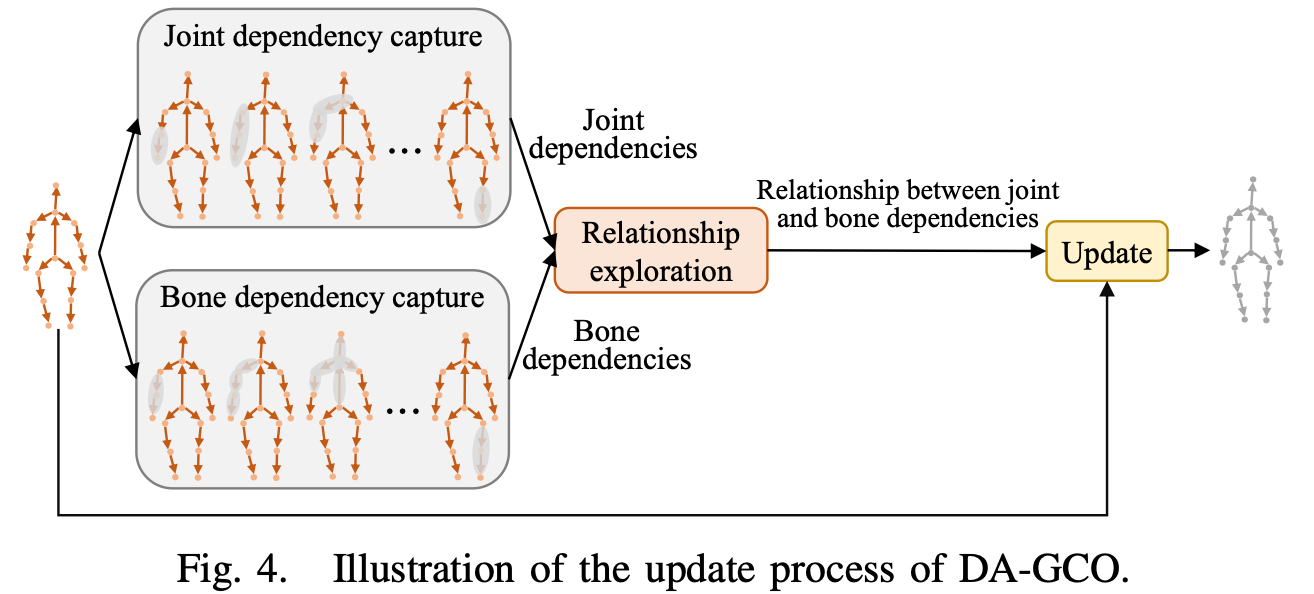 Joint dependency capture
Joint
dependencies
Relationship between joint
and bone dependencies
Relationship
exploration
Update
Bone dependency capture
Bone
dependencies
Fig. 4. Illustration of the update process of DA-GCO.